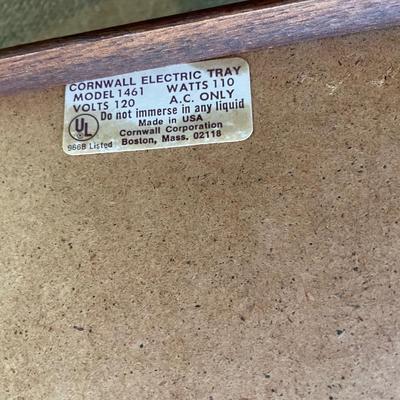 CORNWALL ELECTRIC TRAY
MODEL 1461 WATTS 110
VOLTS 120 A.C. ONLY
UL Do not immerse in any liquid
Made in USA
966B Listed Cornwall Corporation
Boston, Mass. 02118